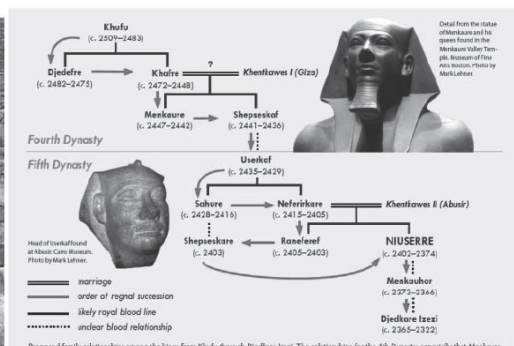 Khufu
(c. 2509–2483)
Djedefre
(c. 2482–2475)
Khafre
(c. 2472–2448)
?
Khentkawes I (Giza)
Menkaure
(c. 2447–2442)
Shepseskaf
(c. 2441–2436)
Detail from the statue
of Menkaure and his
queen found in the
Menkaure Valley Tem-
ple. Museum of Fine
Arts Boston. Photo by
Mark Lehner.
Fourth Dynasty
Fifth Dynasty
Userkef
(c. 2435–2429)
Sahure
(c. 2428–2416)
Neferirkare
(c. 2415–2405)
Khentkawes II (Abusir)
Shepseskare
(c. 2403)
Raneferef
(c. 2405–2403)
NIUSERRE
(c. 2402–2374)
Menkauhor
(c. 2373–2366)
Djedkare Izezi
(c. 2365–2322)
Head of Userkaf found
at Abusir. Cairo Museum.
Photo by Mark Lehner.
marriage
order of regnal succession
likely royal blood line
unclear blood relationship